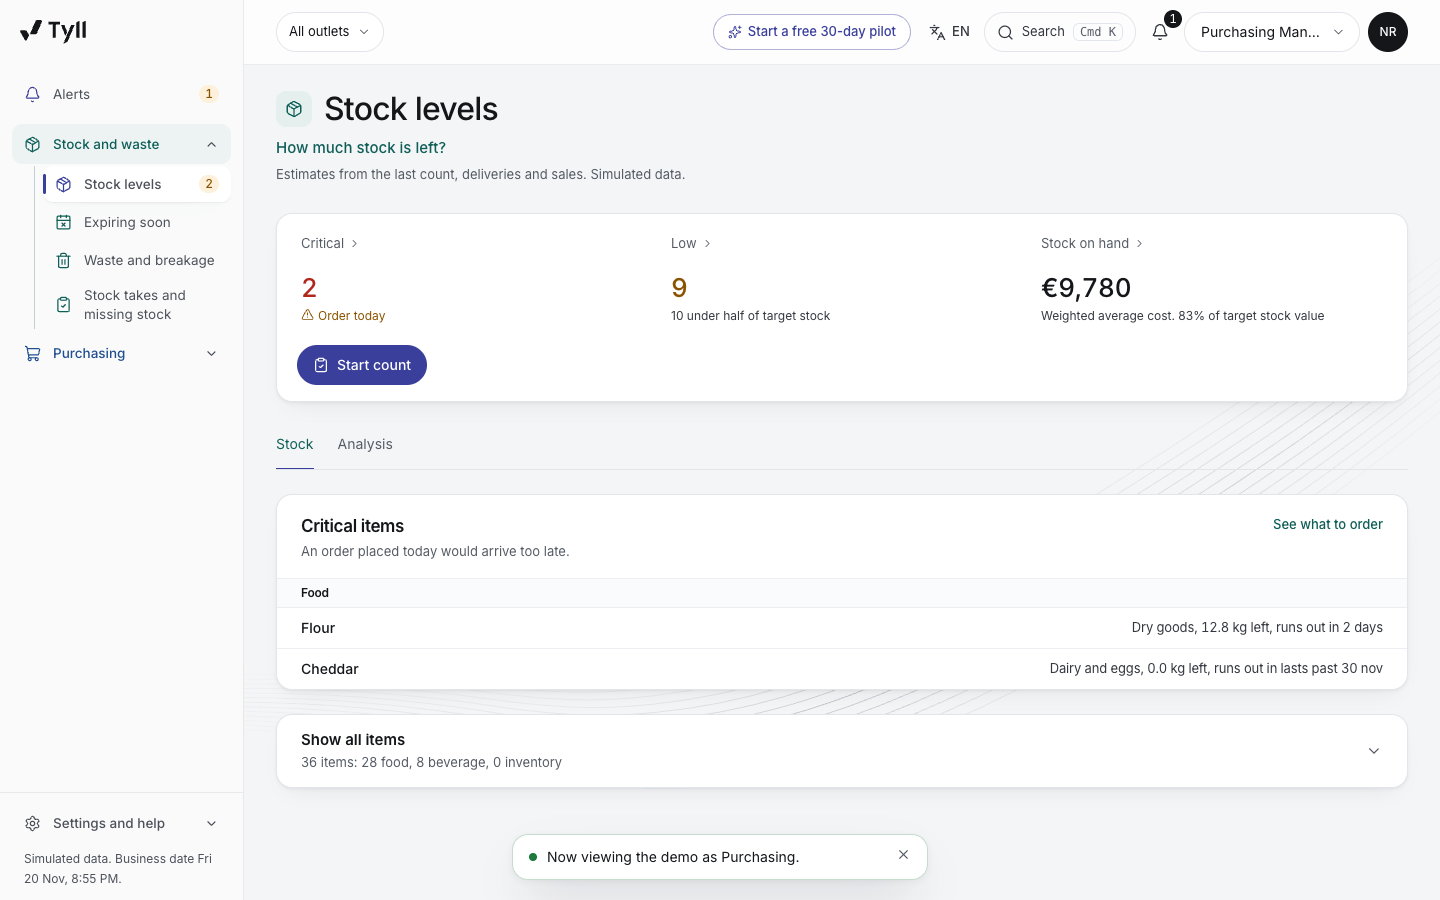 Tyll
All outlets
Start a free 30-day pilot
EN
Search
Cmd K
1
Purchasing Man...
NR
Alerts
1
Stock and waste
Stock levels
2
Expiring soon
Waste and breakage
Stock takes and
missing stock
Purchasing
Settings and help
Simulated data. Business date Fri
20 Nov, 8:55 PM.
Stock levels
How much stock is left?
Estimates from the last count, deliveries and sales. Simulated data.
Critical
2
Order today
Low
9
10 under half of target stock
Stock on hand
€9,780
Weighted average cost. 83% of target stock value
Start count
Stock
Analysis
Critical items
See what to order
An order placed today would arrive too late.
Food
Flour
Dry goods, 12.8 kg left, runs out in 2 days
Cheddar
Dairy and eggs, 0.0 kg left, runs out in lasts past 30 nov
Show all items
36 items: 28 food, 8 beverage, 0 inventory
Now viewing the demo as Purchasing.